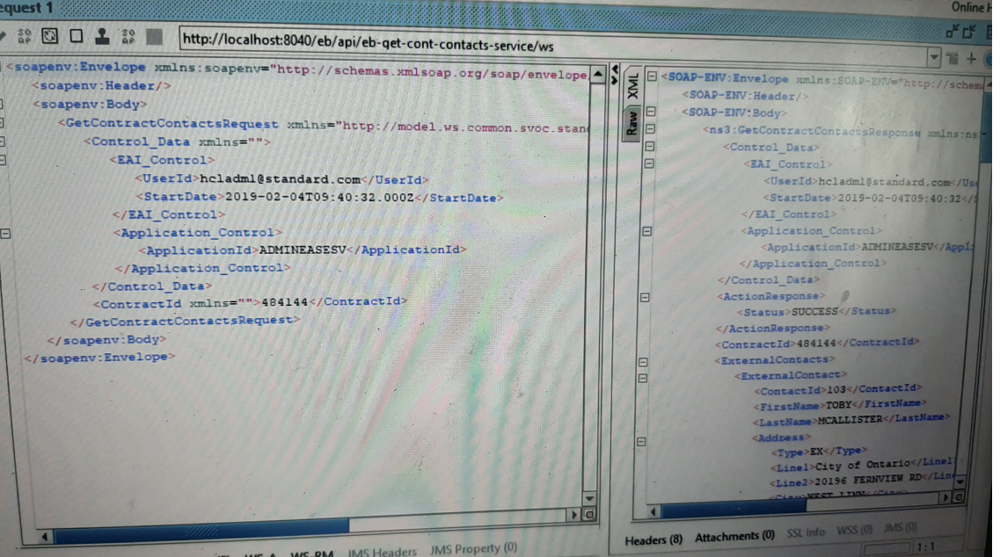 equest 1
Online H
http://localhost:8040/eb/api/eb-get-cont-contacts-service/ws
<soapenv:Envelope xmlns:soapenv="http://schemas.xmlsoap.org/soap/envelope
<soapenv:Header/>
<soapenv:Body>
<GetContractContactsRequest xmlns="http://model.ws.common.svoc.stan
<Control_Data xmlns="">
<EAI_Control>
<UserId>hcladm1@standard.com</UserId>
<StartDate>2019-02-04T09:40:32.000Z</StartDate>
</EAI_Control>
<Application_Control>
<ApplicationId>ADMINEASESV</ApplicationId>
</Application_Control>
</Control_Data>
<ContractId xmlns="">484144</ContractId>
</GetContractContactsRequest>
</soapenv:Body>
</soapenv:Envelope>
XML
Raw
<SOAP-ENV:Envelope xmlns:SOAP-ENV="http://schem
<SOAP-ENV:Header/>
<SOAP-ENV:Body>
<ns3:GetContractContactsResponse xmlns:ns
<Control_Data>
<EAI_Control>
<UserId>hcladm1@standard.com</Us
<StartDate>2019-02-04T09:40:32</S
</EAI_Control>
<Application_Control>
<ApplicationId>ADMINEASESV</Appl
</Application_Control>
</Control_Data>
<ActionResponse>
<Status>SUCCESS</Status>
</ActionResponse>
<ContractId>484144</ContractId>
<ExternalContacts>
<ExternalContact>
<ContactId>103</ContactId>
<FirstName>TOBY</FirstName>
<LastName>MCALLISTER</LastName>
<Address>
<Type>EX</Type>
<Line1>City of Ontario</Line1
<Line2>20196 FERNVIEW RD</Lin
<City>WEST LINN</City>
WS-A WS-RM JMS Headers JMS Property (0)
Headers (8) Attachments (0) SSL Info WSS (0) JMS (0)
1:1